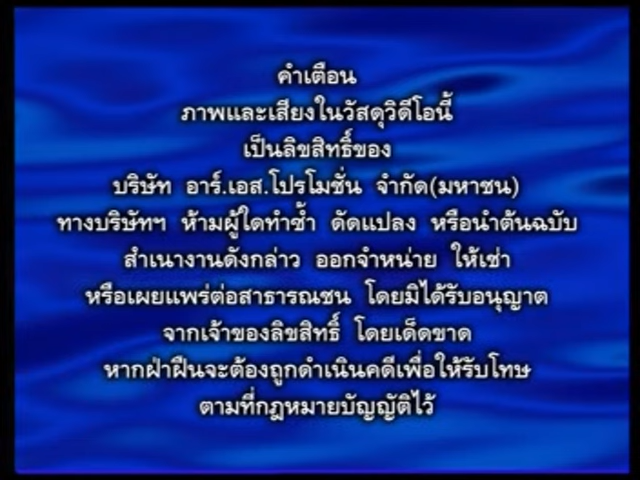 คำเตือน
ภาพและเสียงในวัสดุวิดีโอนี้
เป็นลิขสิทธิ์ของ
บริษัท อาร์.เอส.โปรโมชั่น จำกัด(มหาชน)
ทางบริษัทฯ ห้ามผู้ใดทำซ้ำ ดัดแปลง หรือนำต้นฉบับ
สำเนางานดังกล่าว ออกจำหน่าย ให้เช่า
หรือเผยแพร่ต่อสาธารณชน โดยมิได้รับอนุญาต
จากเจ้าของลิขสิทธิ์ โดยเด็ดขาด
หากฝ่าฝืนจะต้องถูกดำเนินคดีเพื่อให้รับโทษ
ตามที่กฎหมายบัญญัติไว้